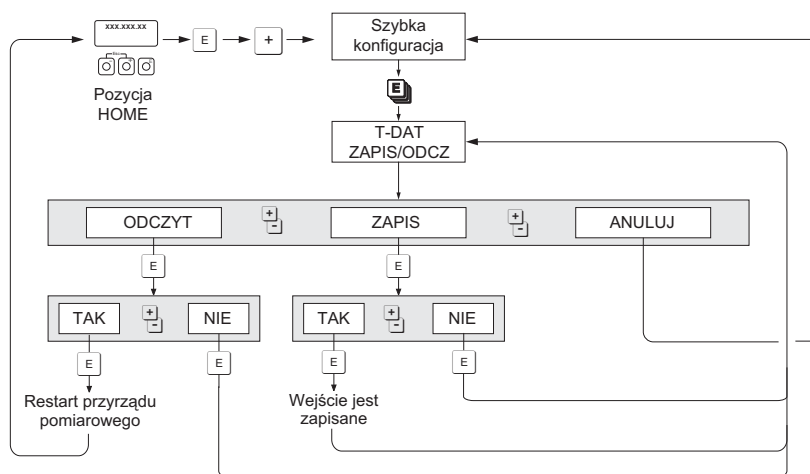 xxx.xxx.xx
Esc
E
+
Szybka
konfiguracja
Pozycja
HOME
E
T-DAT
ZAPIS/ODCZ
ODCZYT
+
-
ZAPIS
+
-
ANULUJ
E
E
TAK
+
-
NIE
TAK
+
-
NIE
E
E
E
E
Restart przyrządu
pomiarowego
Wejście jest
zapisane